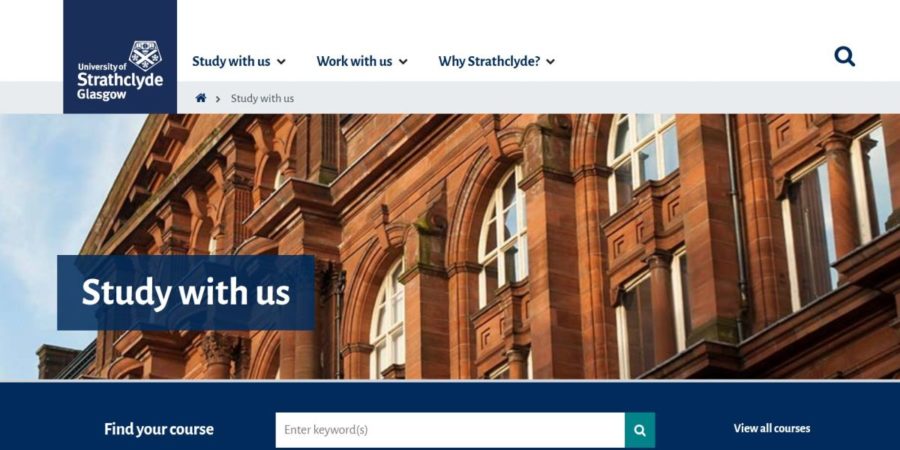 University of
Strathclyde
Glasgow
Study with us
Work with us
Why Strathclyde?
Study with us
Study with us
Find your course
Enter keyword(s)
View all courses